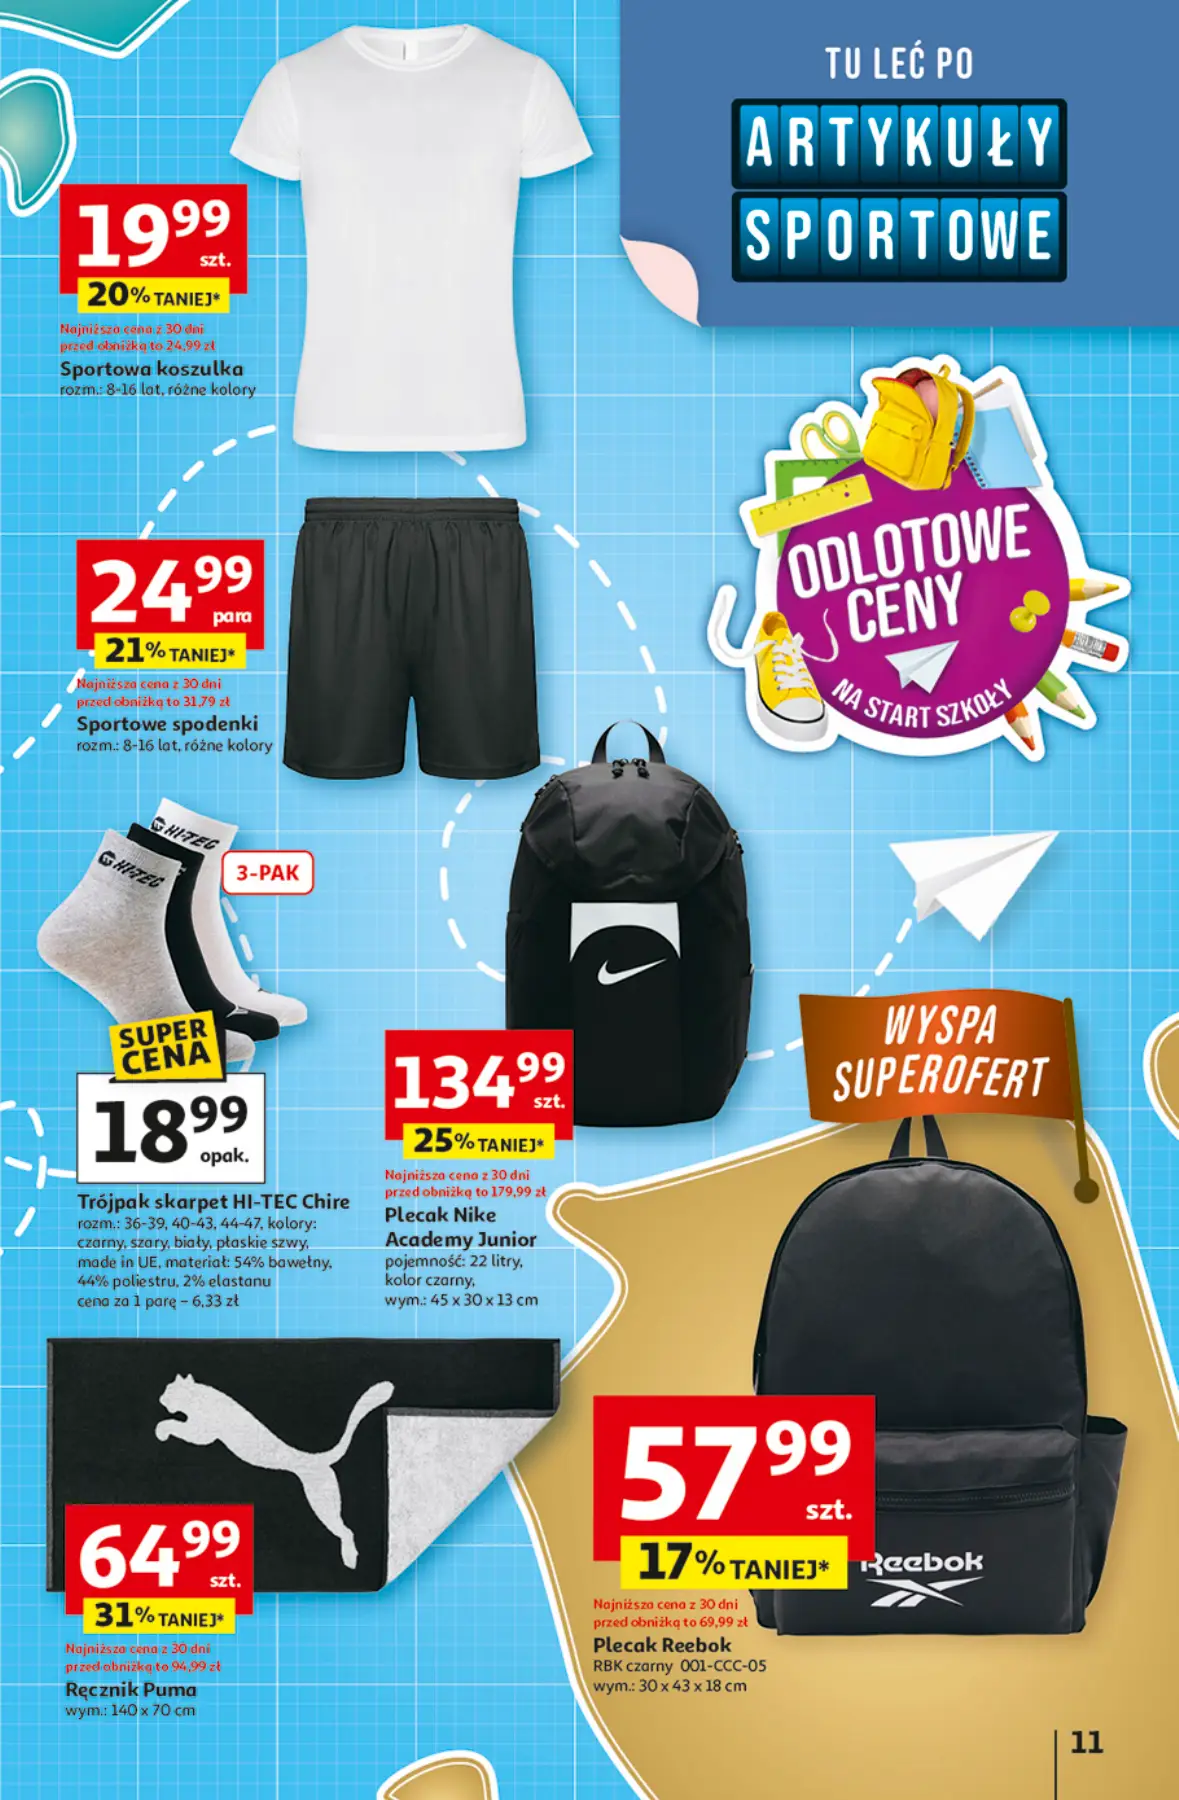 TU LEĆ PO
ARTYKUŁY
SPORTOWE
19 99
szt.
20% TANIEJ*
Najniższa cena z 30 dni
przed obniżką to 24,99 zł
Sportowa koszulka
rozm.: 8-16 lat, różne kolory
ODLOTOWE
CENY
NA START SZKOŁY
24 99
para
21% TANIEJ*
Najniższa cena z 30 dni
przed obniżką to 31,79 zł
Sportowe spodenki
rozm.: 8-16 lat, różne kolory
HI-TEC
HI-TEC
3-PAK
SUPER
CENA
18 99
opak.
Trójpak skarpet HI-TEC Chire
rozm.: 36-39, 40-43, 44-47, kolory:
czarny, szary, biały, płaskie szwy,
made in UE, materiał: 54% bawełny,
44% poliestru, 2% elastanu
cena za 1 parę – 6,33 zł
134 99
szt.
25% TANIEJ*
Najniższa cena z 30 dni
przed obniżką to 179,99 zł
Plecak Nike
Academy Junior
pojemność: 22 litry,
kolor czarny,
wym.: 45 x 30 x 13 cm
WYSPA
SUPEROFERT
64 99
szt.
31% TANIEJ*
Najniższa cena z 30 dni
przed obniżką to 94,99 zł
Ręcznik Puma
wym.: 140 x 70 cm
57 99
szt.
17% TANIEJ*
Reebok
Najniższa cena z 30 dni
przed obniżką to 69,99 zł
Plecak Reebok
RBK czarny 001-CCC-05
wym.: 30 x 43 x 18 cm
11